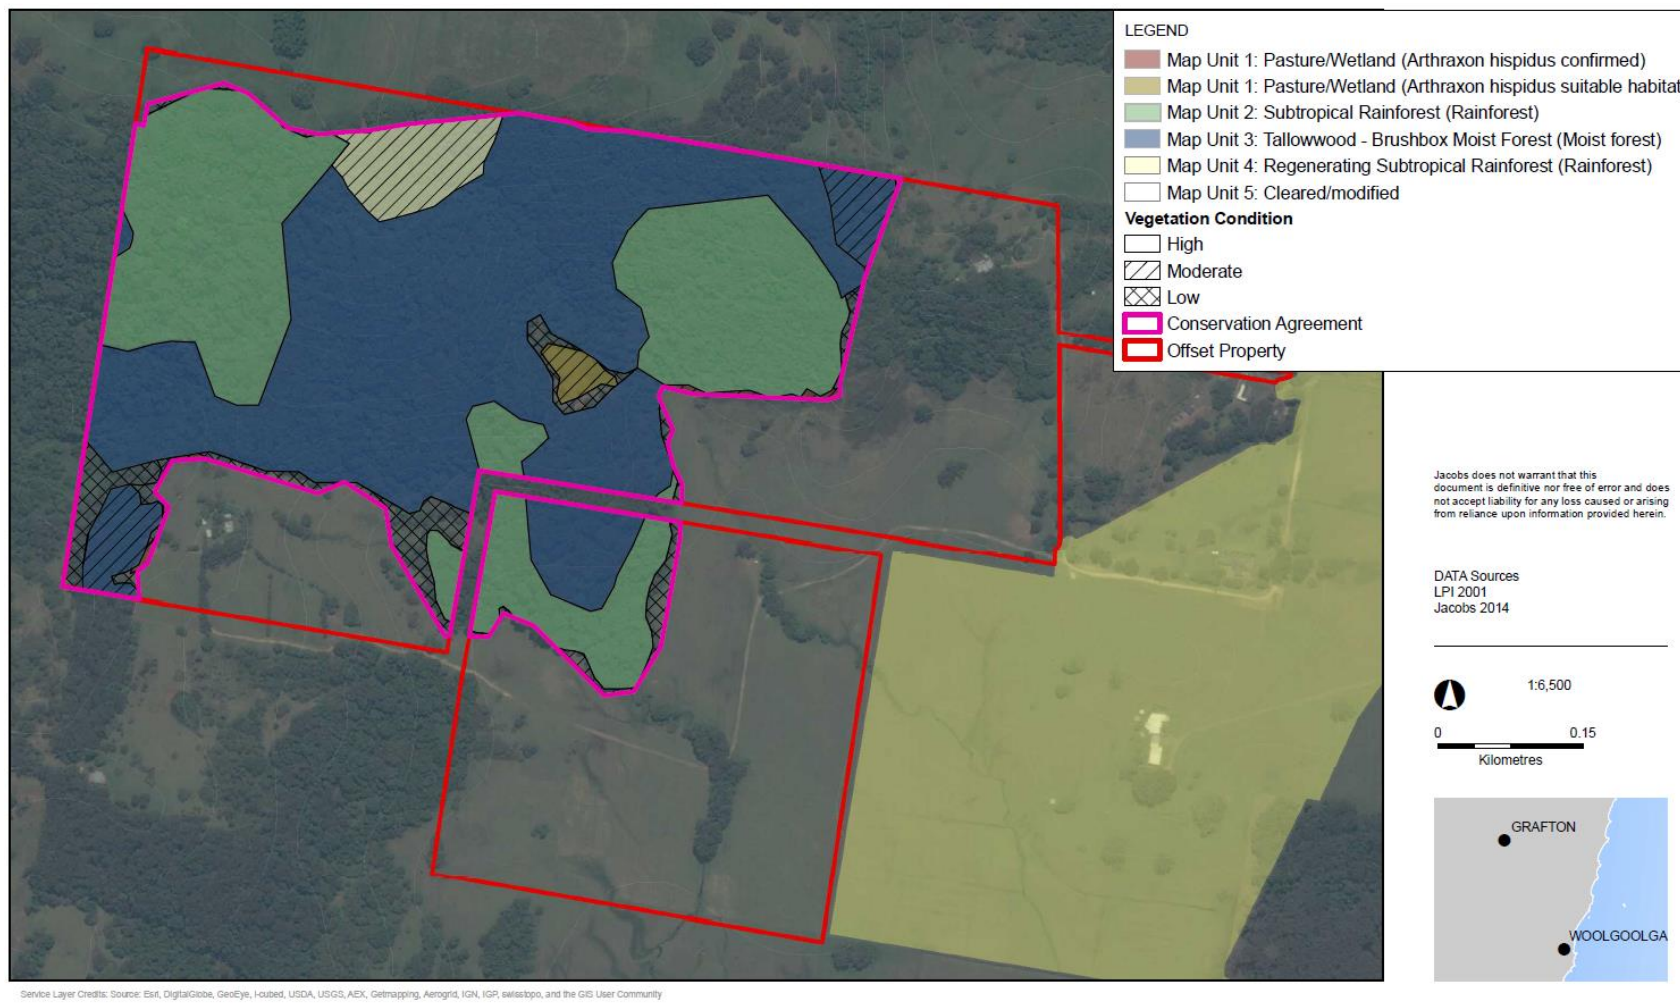 LEGEND
Map Unit 1: Pasture/Wetland (Arthraxon hispidus confirmed)
Map Unit 1: Pasture/Wetland (Arthraxon hispidus suitable habitat
Map Unit 2: Subtropical Rainforest (Rainforest)
Map Unit 3: Tallowwood - Brushbox Moist Forest (Moist forest)
Map Unit 4: Regenerating Subtropical Rainforest (Rainforest)
Map Unit 5: Cleared/modified
Vegetation Condition
High
Moderate
Low
Conservation Agreement
Offset Property
Jacobs does not warrant that this
document is definitive nor free of error and does
not accept liability for any loss caused or arising
from reliance upon information provided herein.
DATA Sources
LPI 2001
Jacobs 2014
1:6,500
0 0.15
Kilometres
GRAFTON
WOOLGOOLGA
Service Layer Credits: Source: Esri, DigitalGlobe, GeoEye, i-cubed, USDA, USGS, AEX, Getmapping, Aerogrid, IGN, IGP, swisstopo, and the GIS User Community